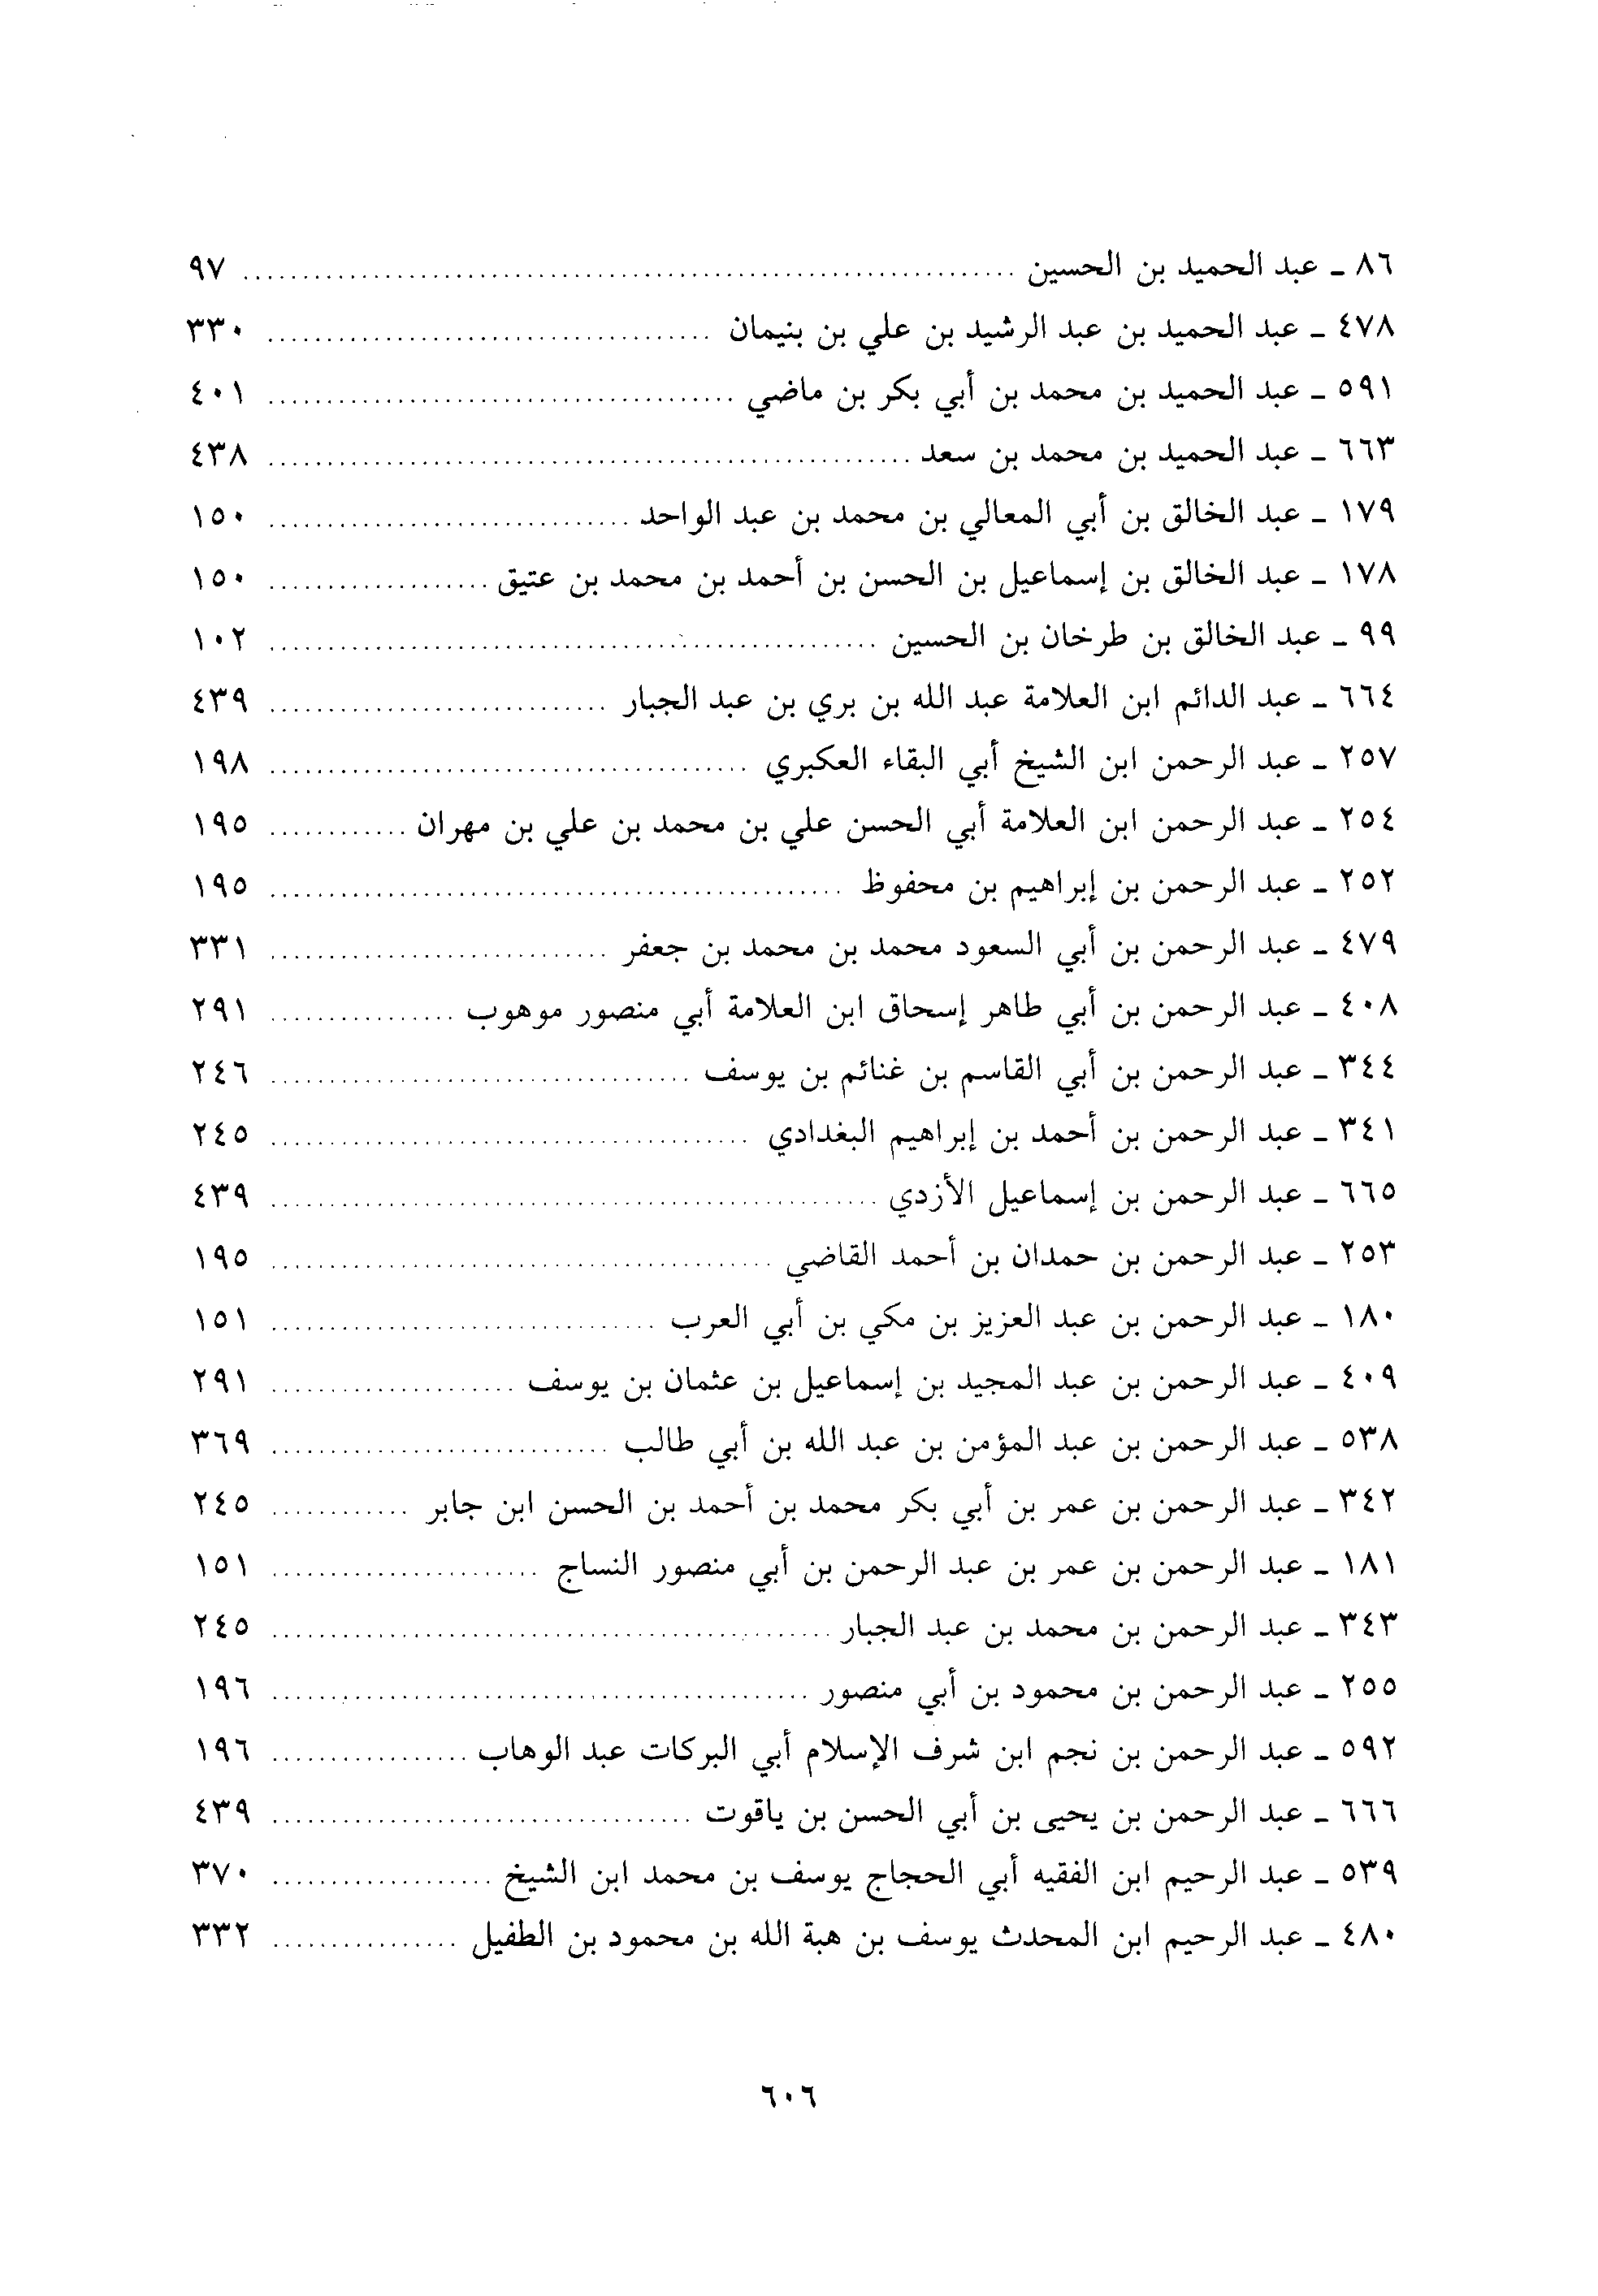 ٨٦ ـ عبد الحميد بن الحسين ........ ٩٧
٤٧٨ ـ عبد الحميد بن عبد الرشيد بن علي بن بنيمان ........ ٣٣٠
٥٩١ ـ عبد الحميد بن محمد بن أبي بكر بن ماضي ........ ٤٠١
٦٦٣ ـ عبد الحميد بن محمد بن سعد ........ ٤٣٨
١٧٩ ـ عبد الخالق بن أبي المعالي بن محمد بن عبد الواحد ........ ١٥٠
١٧٨ ـ عبد الخالق بن إسماعيل بن الحسن بن أحمد بن محمد بن عتيق ........ ١٥٠
٩٩ ـ عبد الخالق بن طرخان بن الحسين ........ ١٠٢
٦٦٤ ـ عبد الدائم ابن العلامة عبد الله بن بري بن عبد الجبار ........ ٤٣٩
٢٥٧ ـ عبد الرحمن ابن الشيخ أبي البقاء العكبري ........ ١٩٨
٢٥٤ ـ عبد الرحمن ابن العلامة أبي الحسن علي بن محمد بن علي بن مهران ........ ١٩٥
٢٥٢ ـ عبد الرحمن بن إبراهيم بن محفوظ ........ ١٩٥
٤٧٩ ـ عبد الرحمن بن أبي السعود محمد بن محمد بن جعفر ........ ٣٣١
٤٠٨ ـ عبد الرحمن بن أبي طاهر إسحاق ابن العلامة أبي منصور موهوب ........ ٢٩١
٣٤٤ ـ عبد الرحمن بن أبي القاسم بن غنائم بن يوسف ........ ٢٤٦
٣٤١ ـ عبد الرحمن بن أحمد بن إبراهيم البغدادي ........ ٢٤٥
٦٦٥ ـ عبد الرحمن بن إسماعيل الأزدي ........ ٤٣٩
٢٥٣ ـ عبد الرحمن بن حمدان بن أحمد القاضي ........ ١٩٥
١٨٠ ـ عبد الرحمن بن عبد العزيز بن مكي بن أبي العرب ........ ١٥١
٤٠٩ ـ عبد الرحمن بن عبد المجيد بن إسماعيل بن عثمان بن يوسف ........ ٢٩١
٥٣٨ ـ عبد الرحمن بن عبد المؤمن بن عبد الله بن أبي طالب ........ ٣٦٩
٣٤٢ ـ عبد الرحمن بن عمر بن أبي بكر محمد بن أحمد بن الحسن ابن جابر ........ ٢٤٥
١٨١ ـ عبد الرحمن بن عمر بن عبد الرحمن بن أبي منصور النساج ........ ١٥١
٣٤٣ ـ عبد الرحمن بن محمد بن عبد الجبار ........ ٢٤٥
٢٥٥ ـ عبد الرحمن بن محمود بن أبي منصور ........ ١٩٦
٥٩٢ ـ عبد الرحمن بن نجم ابن شرف الإسلام أبي البركات عبد الوهاب ........ ١٩٦
٦٦٦ ـ عبد الرحمن بن يحيى بن أبي الحسن بن ياقوت ........ ٤٣٩
٥٣٩ ـ عبد الرحيم ابن الفقيه أبي الحجاج يوسف بن محمد ابن الشيخ ........ ٣٧٠
٤٨٠ ـ عبد الرحيم ابن المحدث يوسف بن هبة الله بن محمود بن الطفيل ........ ٣٣٢
٦٠٦